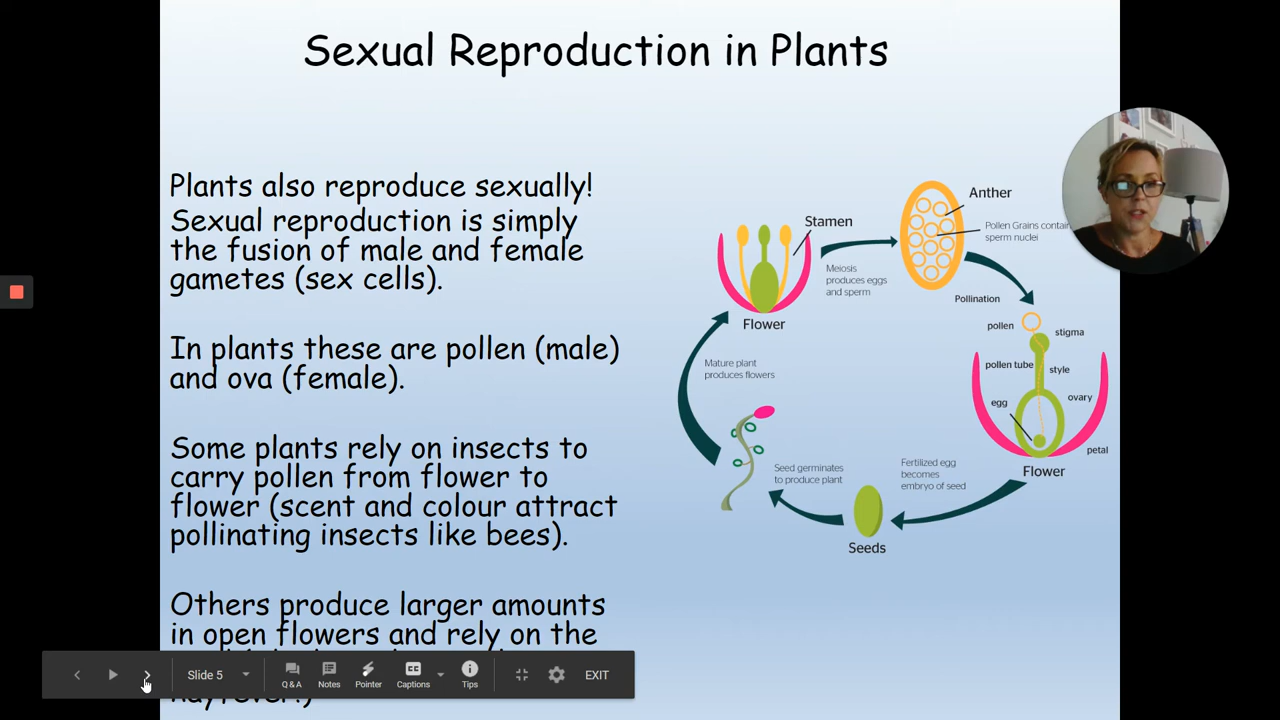 Sexual Reproduction in Plants
Plants also reproduce sexually!
Sexual reproduction is simply
the fusion of male and female
gametes (sex cells).
In plants these are pollen (male)
and ova (female).
Some plants rely on insects to
carry pollen from flower to
flower (scent and colour attract
pollinating insects like bees).
Others produce larger amounts
in open flowers and rely on the
Stamen
Flower
Meiosis
produces eggs
and sperm
Anther
Pollen Grains contain
sperm nuclei
Pollination
pollen
stigma
pollen tube
style
egg
ovary
petal
Flower
Fertilized egg
becomes
embryo of seed
Seeds
Seed germinates
to produce plant
Mature plant
produces flowers
Slide 5
Q & A
Notes
Pointer
CC
Captions
Tips
EXIT